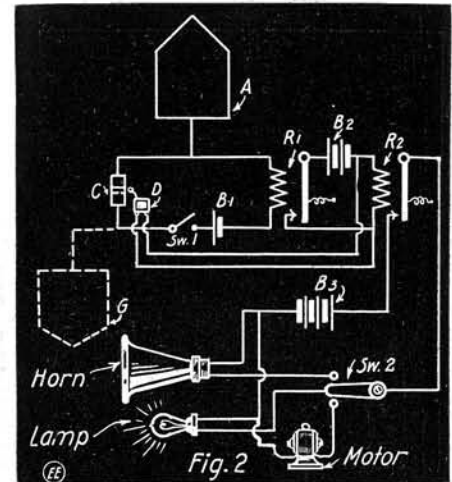 A
B2
R1
R2
C
D
B1
Sw.1
G
B3
Horn
Sw.2
Lamp
Fig. 2
Motor
EE